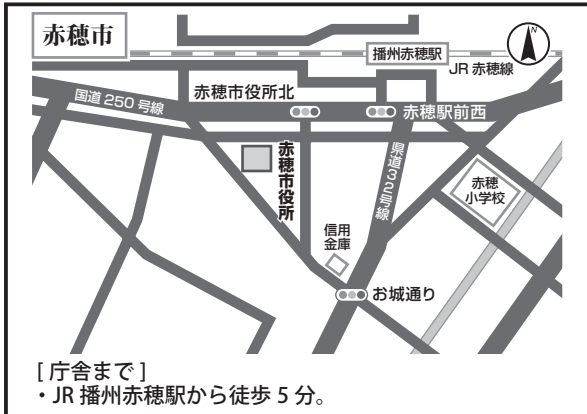 赤穂市
N
播州赤穂駅
JR 赤穂線
国道 250 号線
赤穂市役所北
赤穂駅前西
赤穂市役所
県道32号線
赤穂
小学校
信用
金庫
お城通り
[ 庁舎まで ]
・JR 播州赤穂駅から徒歩 5 分。